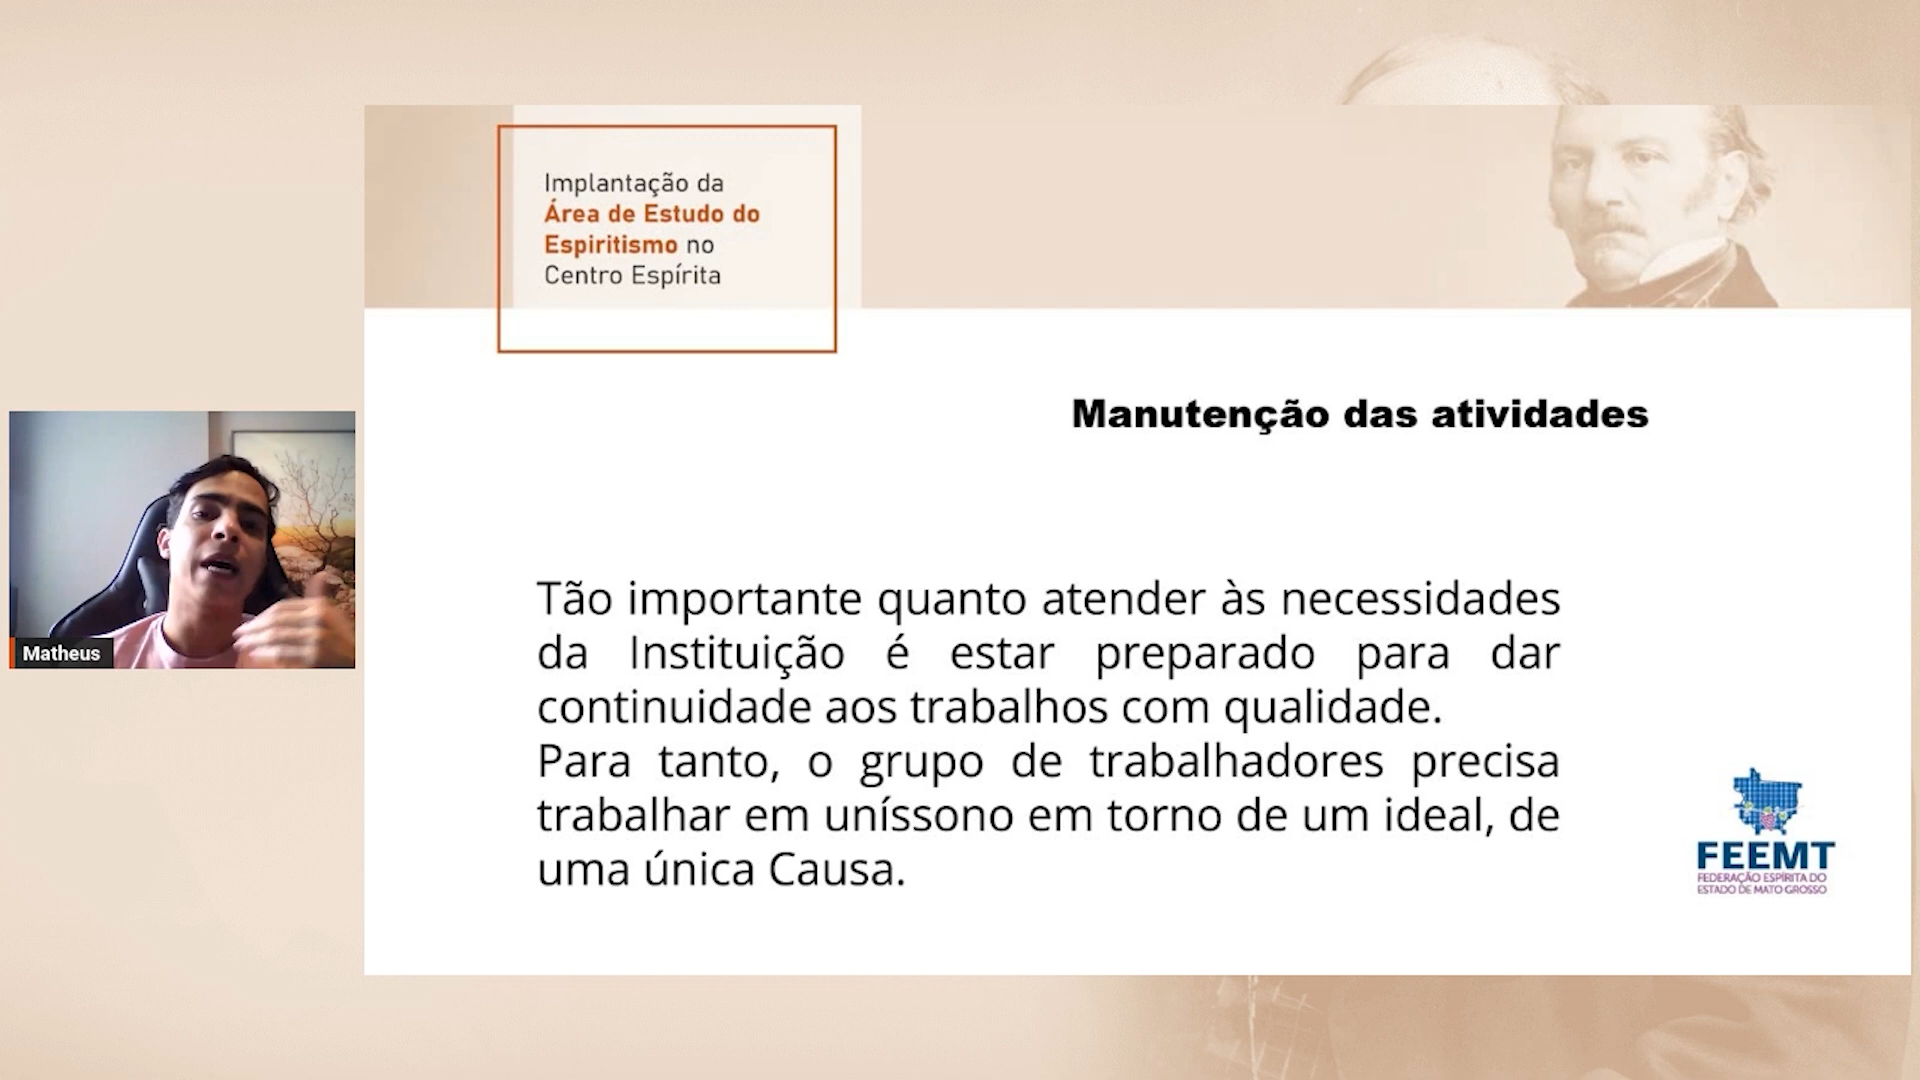 Implantação da
Área de Estudo do
Espiritismo no
Centro Espírita
Manutenção das atividades
Matheus
Tão importante quanto atender às necessidades
da Instituição é estar preparado para dar
continuidade aos trabalhos com qualidade.
Para tanto, o grupo de trabalhadores precisa
trabalhar em uníssono em torno de um ideal, de
uma única Causa.
FEEMT
FEDERAÇÃO ESPÍRITA DO
ESTADO DE MATO GROSSO